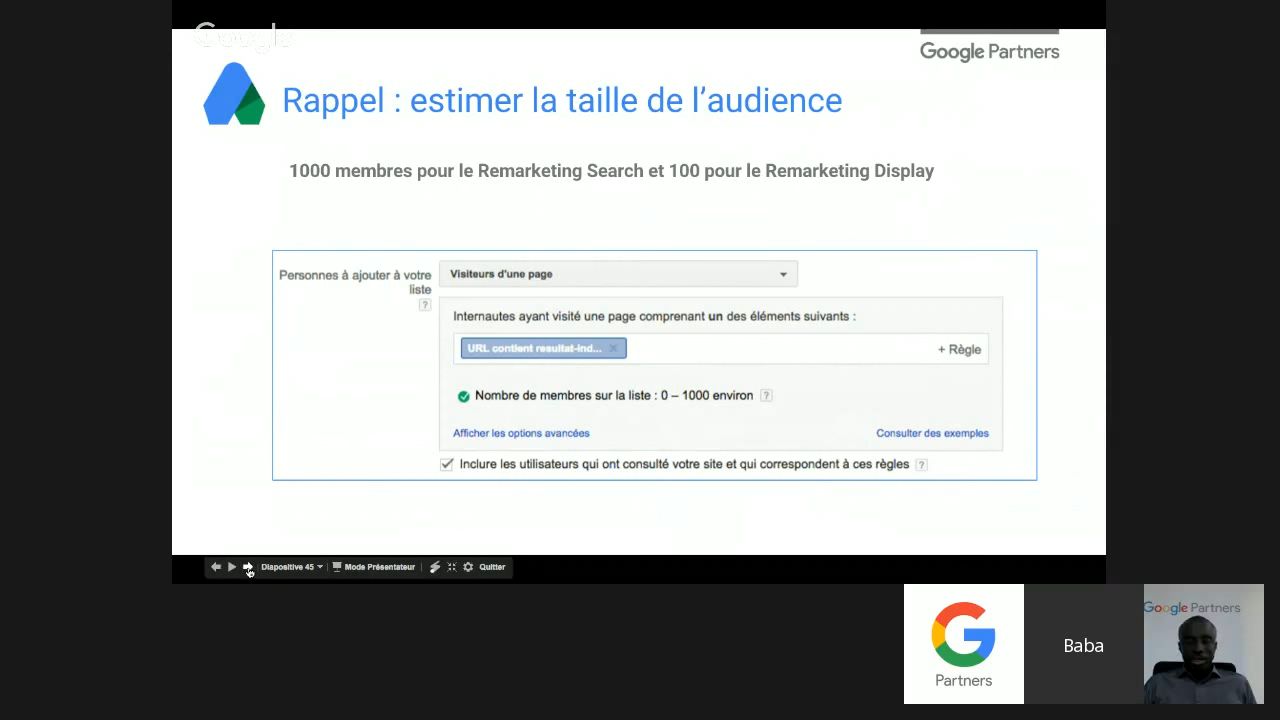 Google
Google Partners
Rappel : estimer la taille de l’audience
1000 membres pour le Remarketing Search et 100 pour le Remarketing Display
Personnes à ajouter à votre
liste
?
Visiteurs d'une page
Internautes ayant visité une page comprenant un des éléments suivants :
URL contient resultat-ind... ×
+ Règle
Nombre de membres sur la liste : 0 – 1000 environ ?
Afficher les options avancées
Consulter des exemples
Inclure les utilisateurs qui ont consulté votre site et qui correspondent à ces règles ?
Diapositive 45
Mode Présentateur
Quitter
Partners
Baba
Google Partners